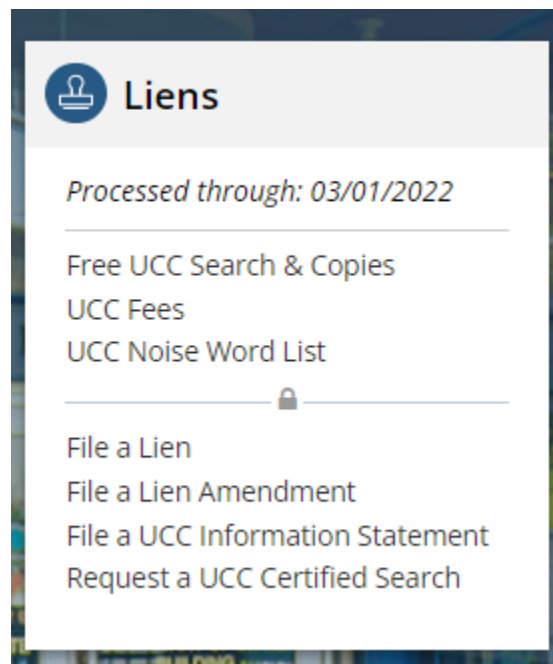 Liens
Processed through: 03/01/2022
Free UCC Search & Copies
UCC Fees
UCC Noise Word List
File a Lien
File a Lien Amendment
File a UCC Information Statement
Request a UCC Certified Search